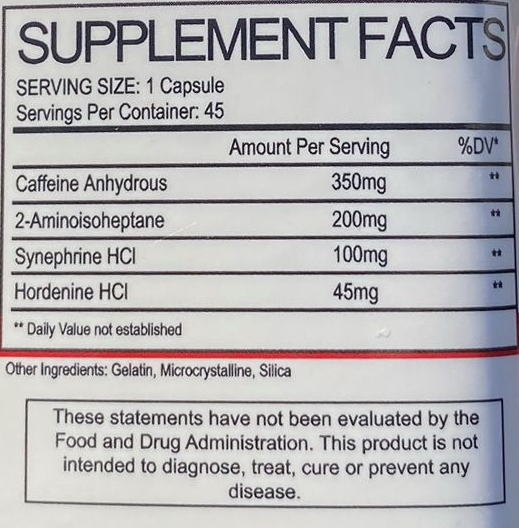 SUPPLEMENT FACTS
SERVING SIZE: 1 Capsule
Servings Per Container: 45
Amount Per Serving %DV*
Caffeine Anhydrous 350mg **
2-Aminoisoheptane 200mg **
Synephrine HCl 100mg **
Hordenine HCl 45mg **
** Daily Value not established
Other Ingredients: Gelatin, Microcrystalline, Silica
These statements have not been evaluated by the
Food and Drug Administration. This product is not
intended to diagnose, treat, cure or prevent any
disease.